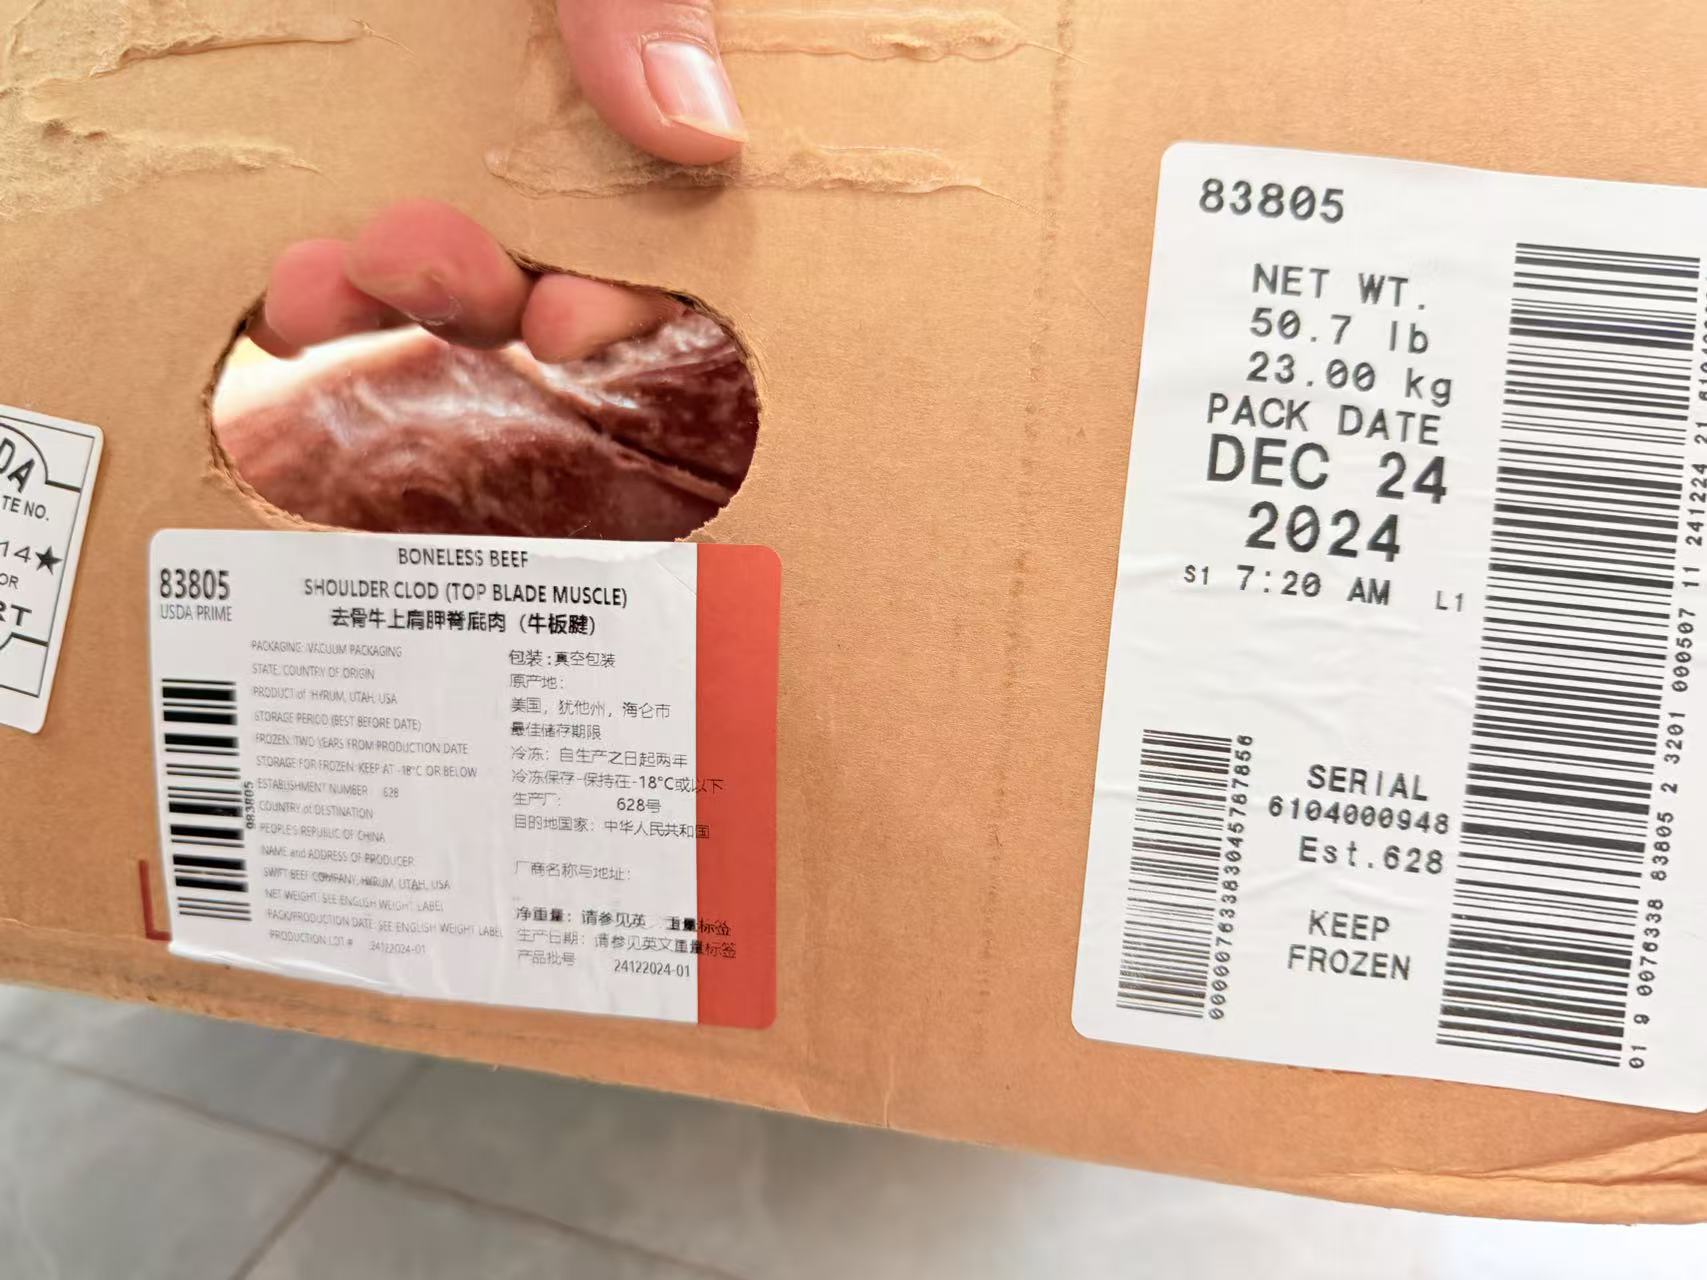 DA
TE NO.
14★
OR
RT
BONELESS BEEF
83805
USDA PRIME
SHOULDER CLOD (TOP BLADE MUSCLE)
去骨牛上肩胛脊底肉（牛板腱）
PACKAGING: VACUUM PACKAGING
STATE, COUNTRY OF ORIGIN
PRODUCT of HYRUM, UTAH, USA
STORAGE PERIOD (BEST BEFORE DATE)
FROZEN: TWO YEARS FROM PRODUCTION DATE
STORAGE FOR FROZEN: KEEP AT -18°C OR BELOW
ESTABLISHMENT NUMBER 628
COUNTRY of DESTINATION
PEOPLE'S REPUBLIC OF CHINA
NAME and ADDRESS OF PRODUCER
SWIFT BEEF COMPANY, HYRUM, UTAH, USA
NET WEIGHT: SEE ENGLISH WEIGHT LABEL
PACK/PRODUCTION DATE: SEE ENGLISH WEIGHT LABEL
PRODUCTION LOT # 24122024-01
包装：真空包装
原产地：
美国，犹他州，海仑市
最佳储存期限
冷冻：自生产之日起两年
冷冻保存-保持在-18°C或以下
生产厂： 628号
目的地国家：中华人民共和国
厂商名称与地址：
净重量：请参见英 重量标签
生产日期：请参见英文重量标签
产品批号 24122024-01
983805
83805
NET WT.
50.7 lb
23.00 kg
PACK DATE
DEC 24
2024
S1 7:20 AM L1
SERIAL
6104000948
Est.628
KEEP
FROZEN